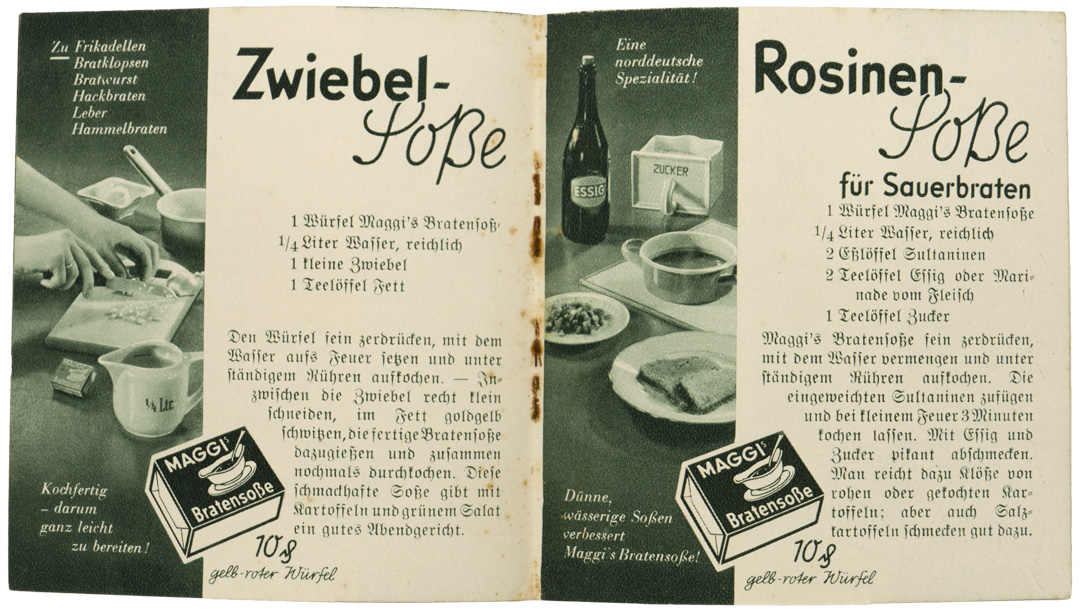 Zu Frikadellen
Bratklopsen
Bratwurst
Hackbraten
Leber
Hammelbraten
Zwiebel-
Soße
1 Würfel Maggi's Bratensoß
1/4 Liter Wasser, reichlich
1 kleine Zwiebel
1 Teelöffel Fett
Den Würfel fein zerdrücken, mit dem
Wasser aufs Feuer setzen und unter
ständigem Rühren aufkochen. — In-
zwischen die Zwiebel recht klein
schneiden, im Fett goldgelb
schwitzen, die fertige Bratensoße
dazugießen und zusammen
nochmals durchkochen. Diese
schmackhafte Soße gibt mit
Kartoffeln und grünem Salat
ein gutes Abendgericht.
1/4 Ltr.
Kochfertig
– darum
ganz leicht
zu bereiten!
MAGGI's
Bratensoße
10 ₰
gelb-roter Würfel
Eine
norddeutsche
Spezialität!
ZUCKER
ESSIG
Rosinen-
Soße
für Sauerbraten
1 Würfel Maggi's Bratensoße
1/4 Liter Wasser, reichlich
2 Eßlöffel Sultaninen
2 Teelöffel Essig oder Mari-
nade vom Fleisch
1 Teelöffel Zucker
Maggi's Bratensoße fein zerdrücken,
mit dem Wasser vermengen und unter
ständigem Rühren aufkochen. Die
eingeweichten Sultaninen zufügen
und bei kleinem Feuer 3 Minuten
kochen lassen. Mit Essig und
Zucker pikant abschmecken.
Man reicht dazu Klöße von
rohen oder gekochten Kar-
toffeln; aber auch Salz-
kartoffeln schmecken gut dazu.
Dünne,
wässerige Soßen
verbessert
Maggi's Bratensoße!
MAGGI's
Bratensoße
10 ₰
gelb-roter Würfel